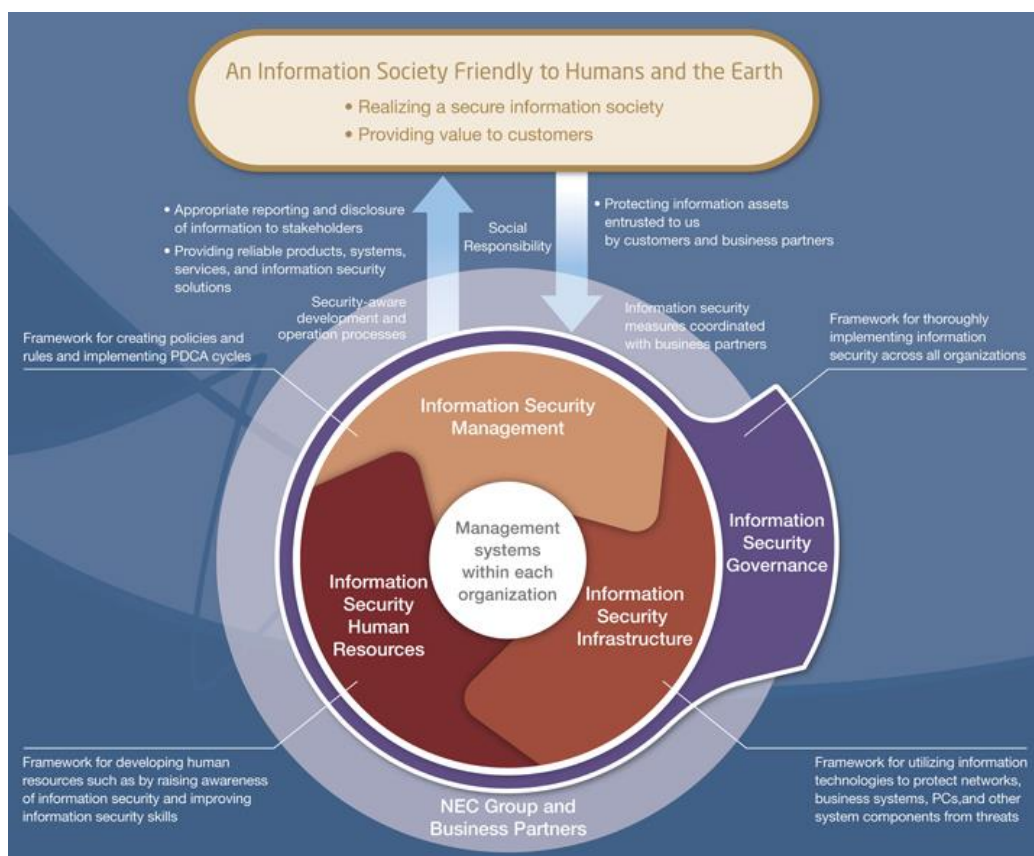 An Information Society Friendly to Humans and the Earth
• Realizing a secure information society
• Providing value to customers
• Appropriate reporting and disclosure
of information to stakeholders
• Providing reliable products, systems,
services, and information security
solutions
Social
Responsibility
• Protecting information assets
entrusted to us
by customers and business partners
Security-aware
development and
operation processes
Information security
measures coordinated
with business partners
Framework for creating policies and
rules and implementing PDCA cycles
Framework for thoroughly
implementing information
security across all organizations
Information Security
Management
Management
systems
within each
organization
Information
Security
Governance
Information
Security
Human
Resources
Information
Security
Infrastructure
Framework for developing human
resources such as by raising awareness
of information security and improving
information security skills
NEC Group and
Business Partners
Framework for utilizing information
technologies to protect networks,
business systems, PCs,and other
system components from threats